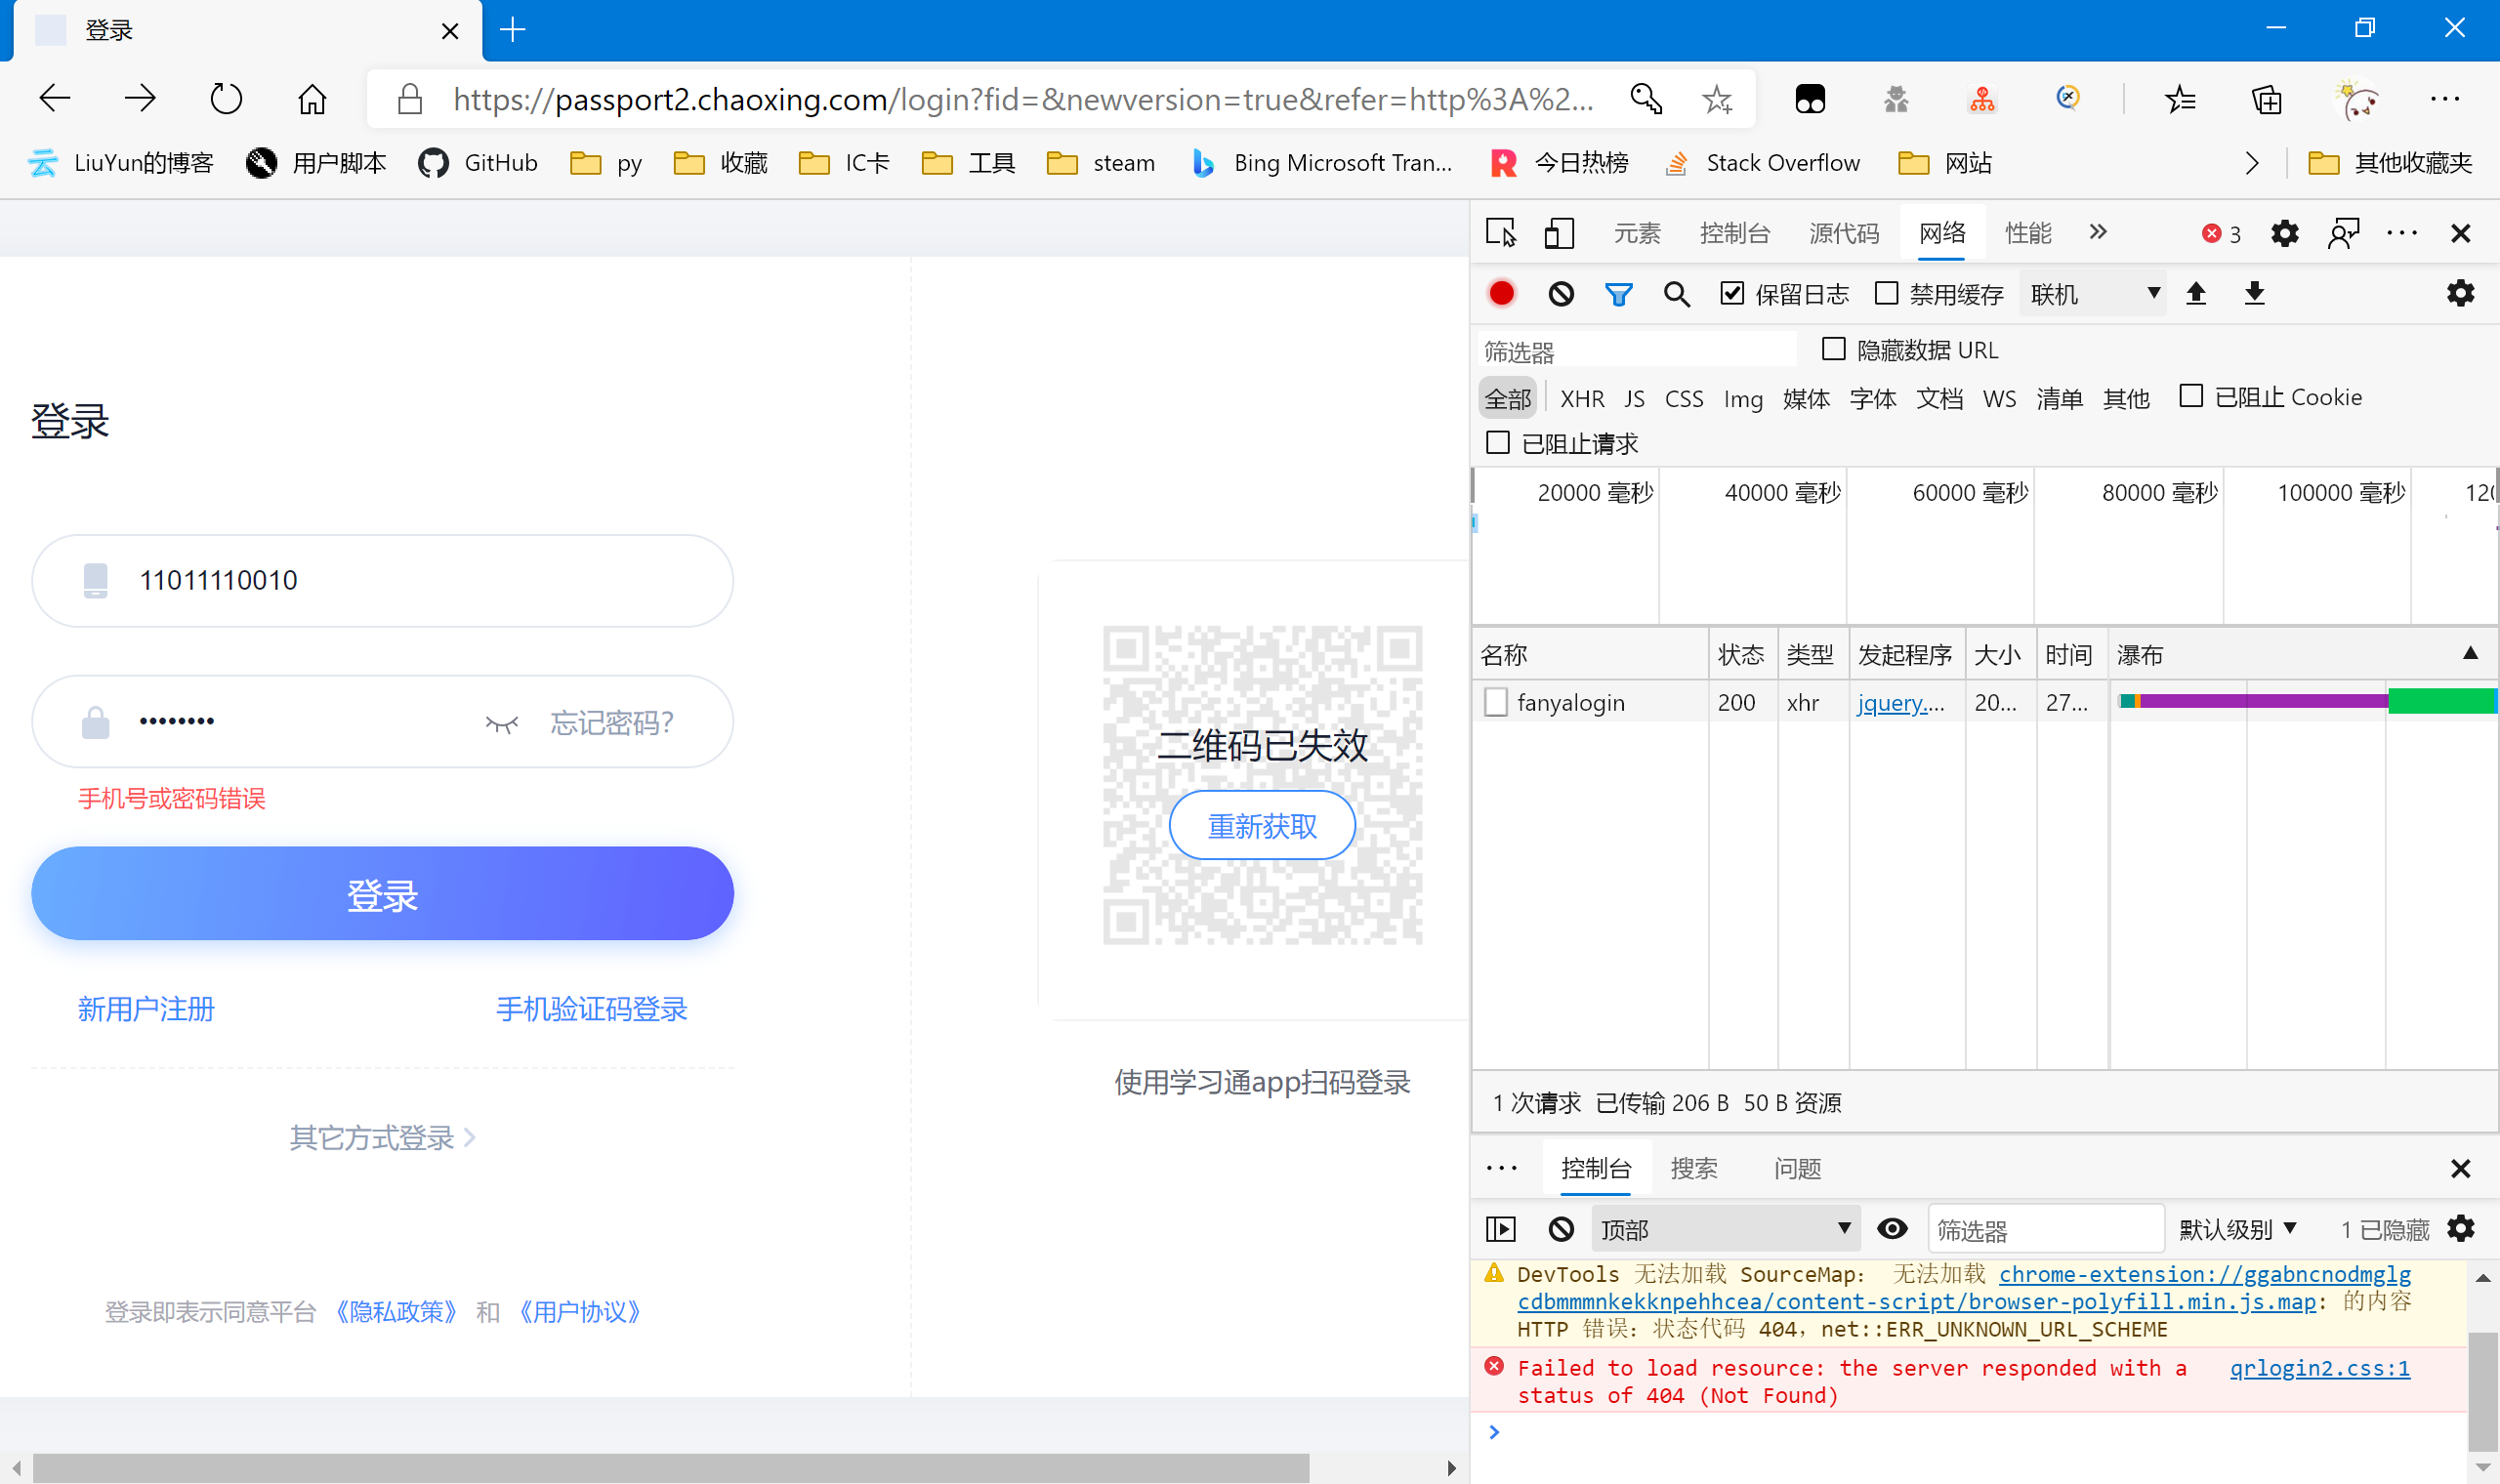 登录
https://passport2.chaoxing.com/login?fid=&newversion=true&refer=http%3A%2...
LiuYun的博客 用户脚本 GitHub py 收藏 IC卡 工具 steam Bing Microsoft Tran... 今日热榜 Stack Overflow 网站 其他收藏夹
登录
11011110010
•••••••• 忘记密码?
手机号或密码错误
登录
新用户注册 手机验证码登录
其它方式登录
登录即表示同意平台《隐私政策》和《用户协议》
二维码已失效
重新获取
使用学习通app扫码登录
元素 控制台 源代码 网络 性能 » 3
保留日志 禁用缓存 联机
筛选器 隐藏数据 URL
全部 XHR JS CSS Img 媒体 字体 文档 WS 清单 其他 已阻止 Cookie
已阻止请求
20000 毫秒 40000 毫秒 60000 毫秒 80000 毫秒 100000 毫秒
名称 状态 类型 发起程序 大小 时间 瀑布
fanyalogin 200 xhr jquery.... 20... 27...
1 次请求 已传输 206 B 50 B 资源
控制台 搜索 问题
顶部 筛选器 默认级别 1 已隐藏
DevTools 无法加载 SourceMap: 无法加载 chrome-extension://ggabncnodmglg
cdbmmmnkekknpehhcea/content-script/browser-polyfill.min.js.map: 的内容
HTTP 错误: 状态代码 404，net::ERR_UNKNOWN_URL_SCHEME
Failed to load resource: the server responded with a qrlogin2.css:1
status of 404 (Not Found)